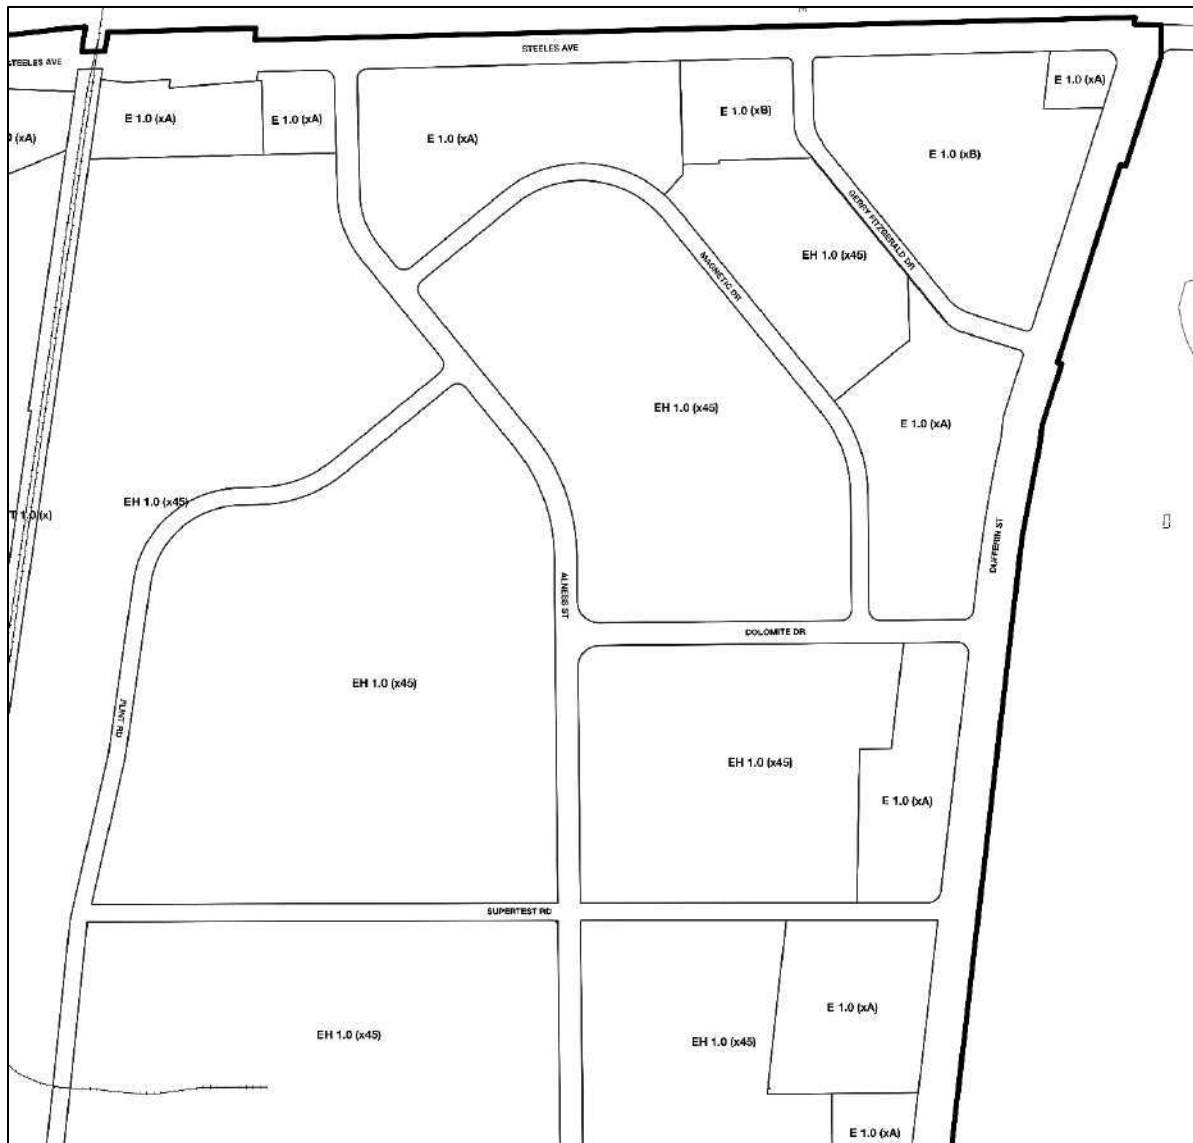 STEELES AVE
STEELES AVE
E 1.0 (xA)
E 1.0 (xA)
E 1.0 (xA)
E 1.0 (xA)
E 1.0 (xB)
(xA)
E 1.0 (xB)
GERRY FITZGERALD DR
EH 1.0 (x45)
MAGNETIC DR
EH 1.0 (x45)
E 1.0 (xA)
EH 1.0 (x45)
1.0 (x)
DUFFERIN ST
ALNESS ST
DOLOMITE DR
EH 1.0 (x45)
FLINT RD
EH 1.0 (x45)
E 1.0 (xA)
SUPERTEST RD
E 1.0 (xA)
EH 1.0 (x45)
EH 1.0 (x45)
E 1.0 (xA)